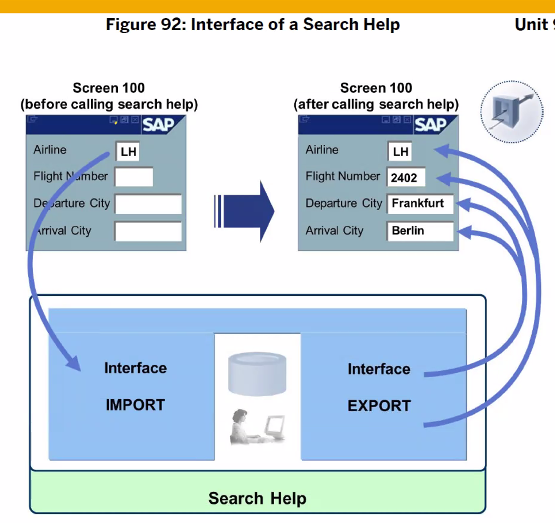 Figure 92: Interface of a Search Help
Unit
Screen 100
(before calling search help)
SAP
Airline
LH
Flight Number
Departure City
Arrival City
Screen 100
(after calling search help)
SAP
Airline
LH
Flight Number
2402
Departure City
Frankfurt
Arrival City
Berlin
Interface
IMPORT
Interface
EXPORT
Search Help